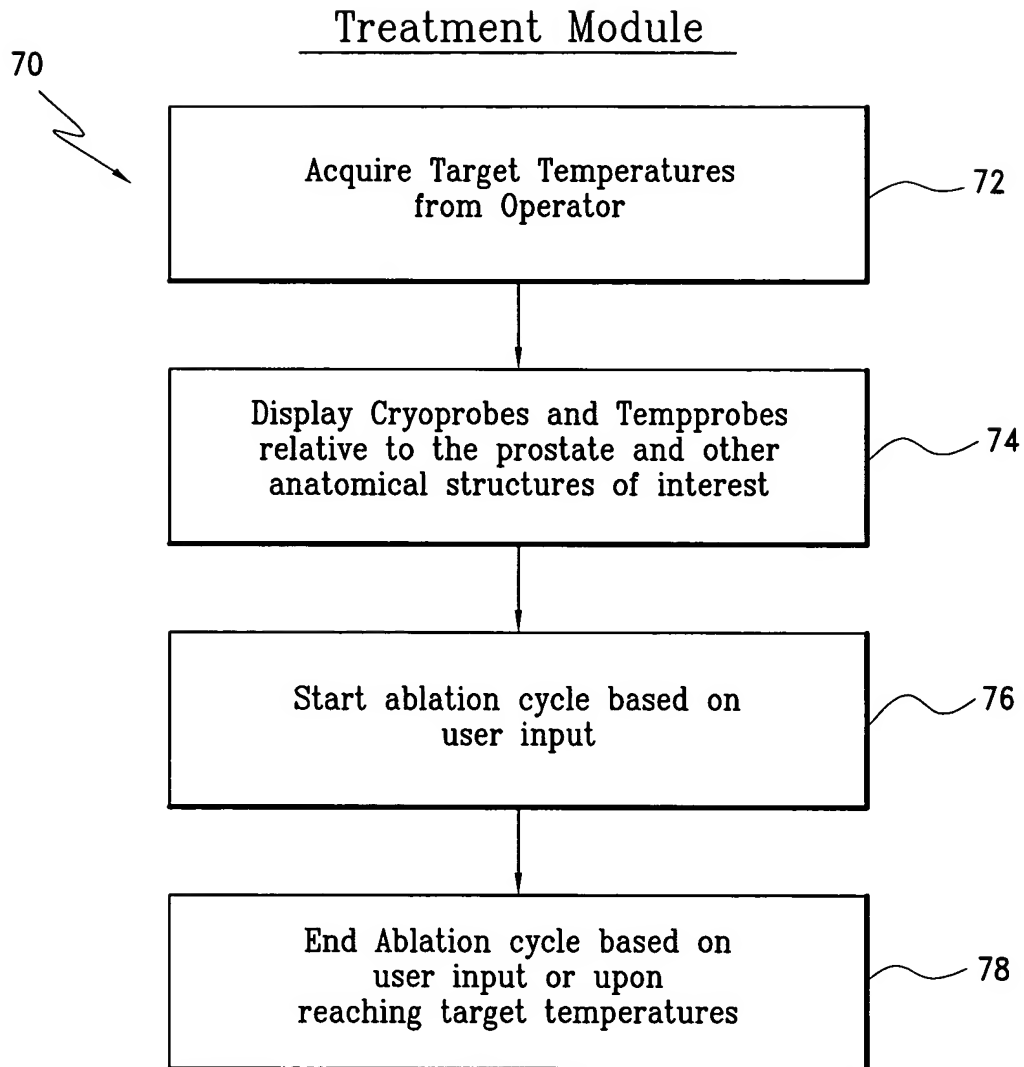 Treatment Module
70
Acquire Target Temperatures
from Operator
72
Display Cryoprobes and Tempprobes
relative to the prostate and other
anatomical structures of interest
74
Start ablation cycle based on
user input
76
End Ablation cycle based on
user input or upon
reaching target temperatures
78